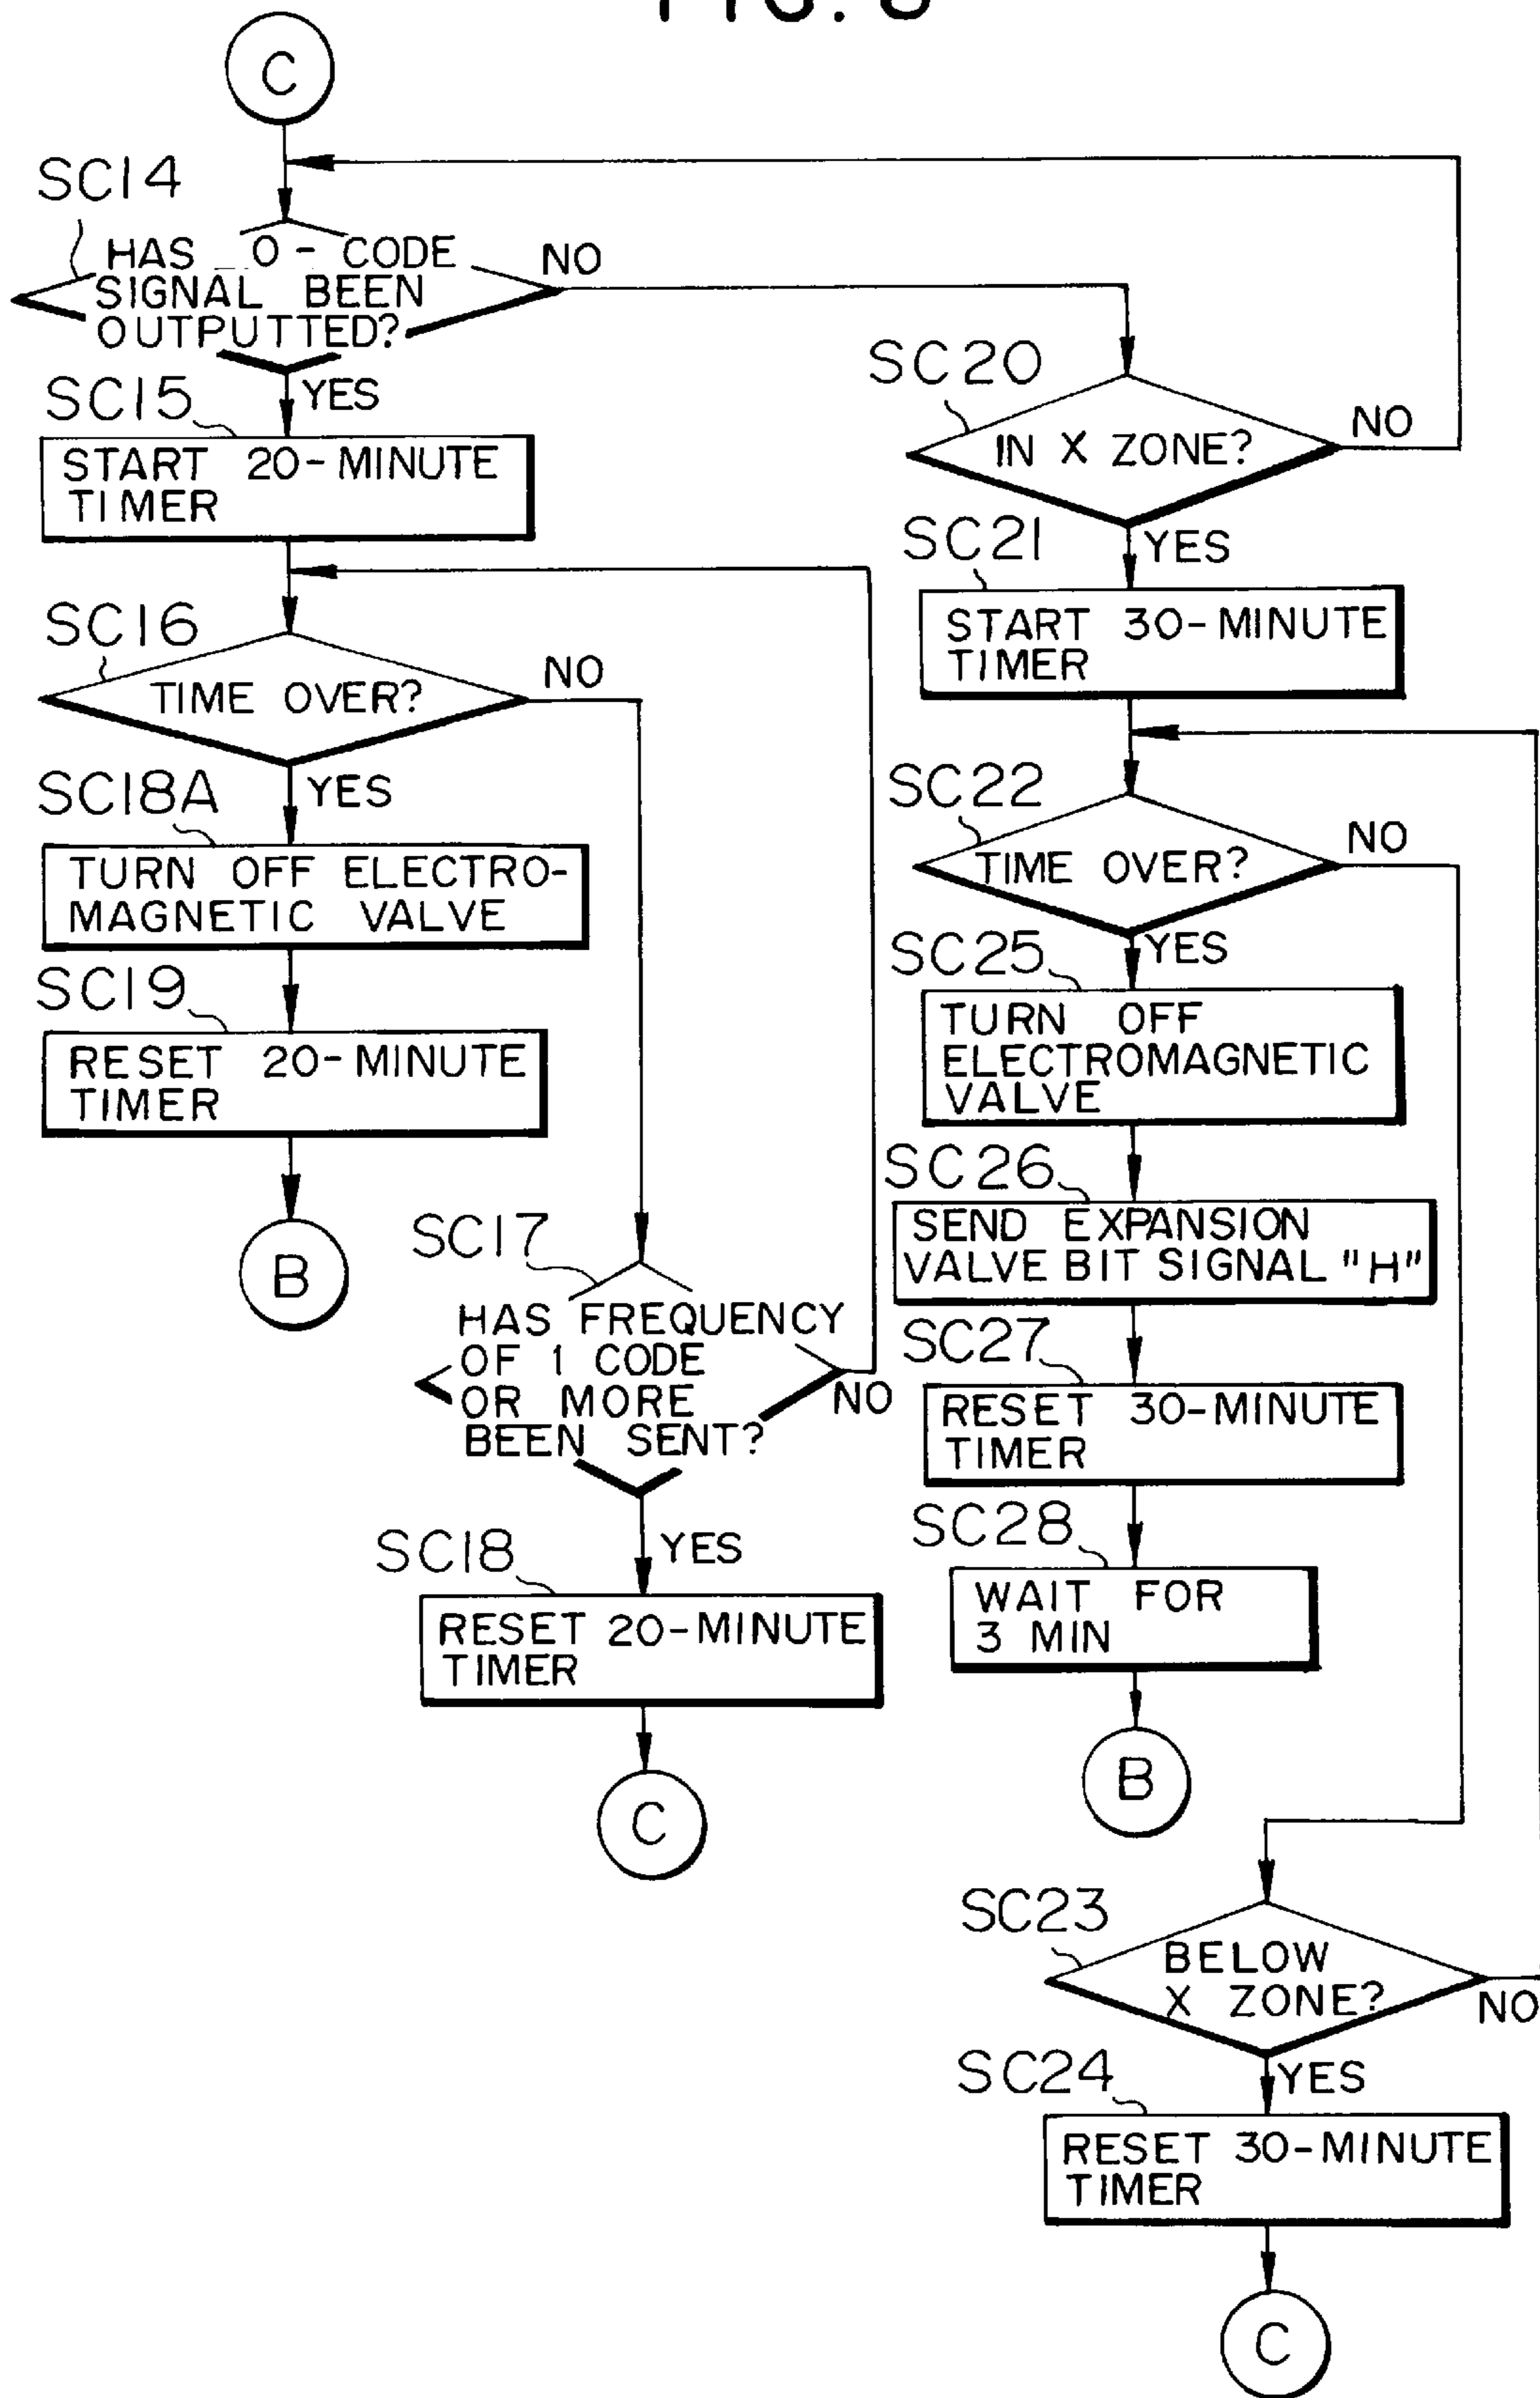 C
SC14
HAS 0-CODE
SIGNAL BEEN
OUTPUTTED?
NO
YES
SC15
START 20-MINUTE
TIMER
SC16
TIME OVER?
NO
YES
SC18A
TURN OFF ELECTRO-
MAGNETIC VALVE
SC19
RESET 20-MINUTE
TIMER
B
SC17
HAS FREQUENCY
OF 1 CODE
OR MORE
BEEN SENT?
NO
YES
SC18
RESET 20-MINUTE
TIMER
C
SC20
IN X ZONE?
NO
YES
SC21
START 30-MINUTE
TIMER
SC22
TIME OVER?
NO
YES
SC25
TURN OFF
ELECTROMAGNETIC
VALVE
SC26
SEND EXPANSION
VALVE BIT SIGNAL "H"
SC27
RESET 30-MINUTE
TIMER
SC28
WAIT FOR
3 MIN
B
SC23
BELOW
X ZONE?
NO
YES
SC24
RESET 30-MINUTE
TIMER
C